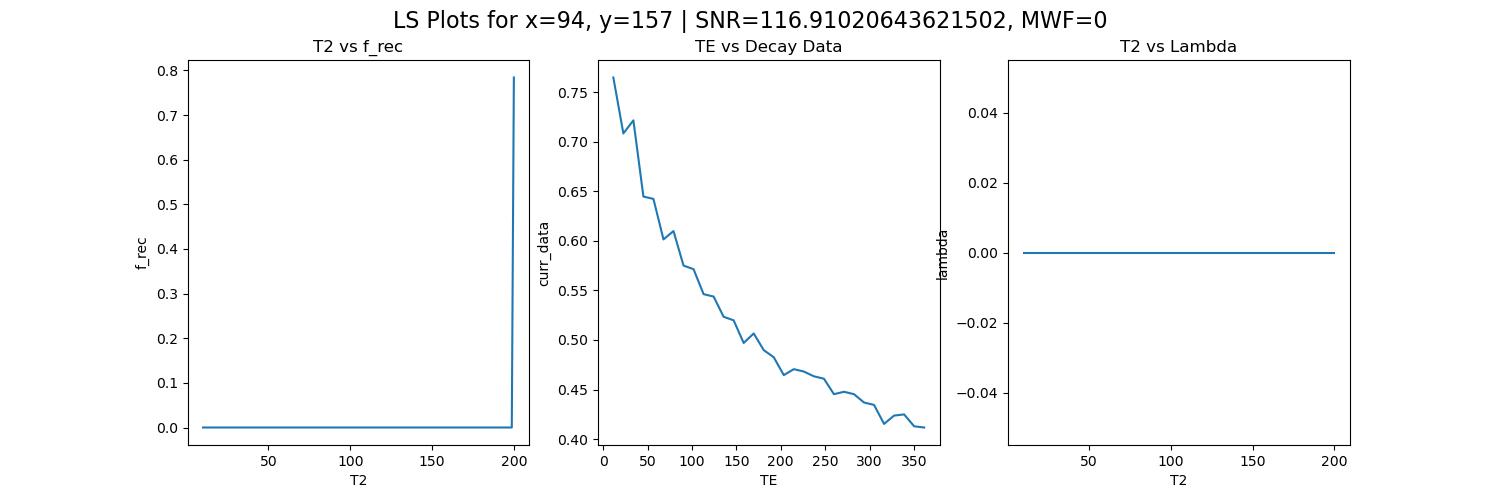 LS Plots for x=94, y=157 | SNR=116.91020643621502, MWF=0
T2 vs f_rec
0.8
0.7
0.6
0.5
0.4
0.3
0.2
0.1
0.0
f_rec
50 100 150 200
T2
TE vs Decay Data
0.75
0.70
0.65
0.60
0.55
0.50
0.45
0.40
curr_data
0 50 100 150 200 250 300 350
TE
T2 vs Lambda
0.04
0.02
0.00
−0.02
−0.04
lambda
50 100 150 200
T2